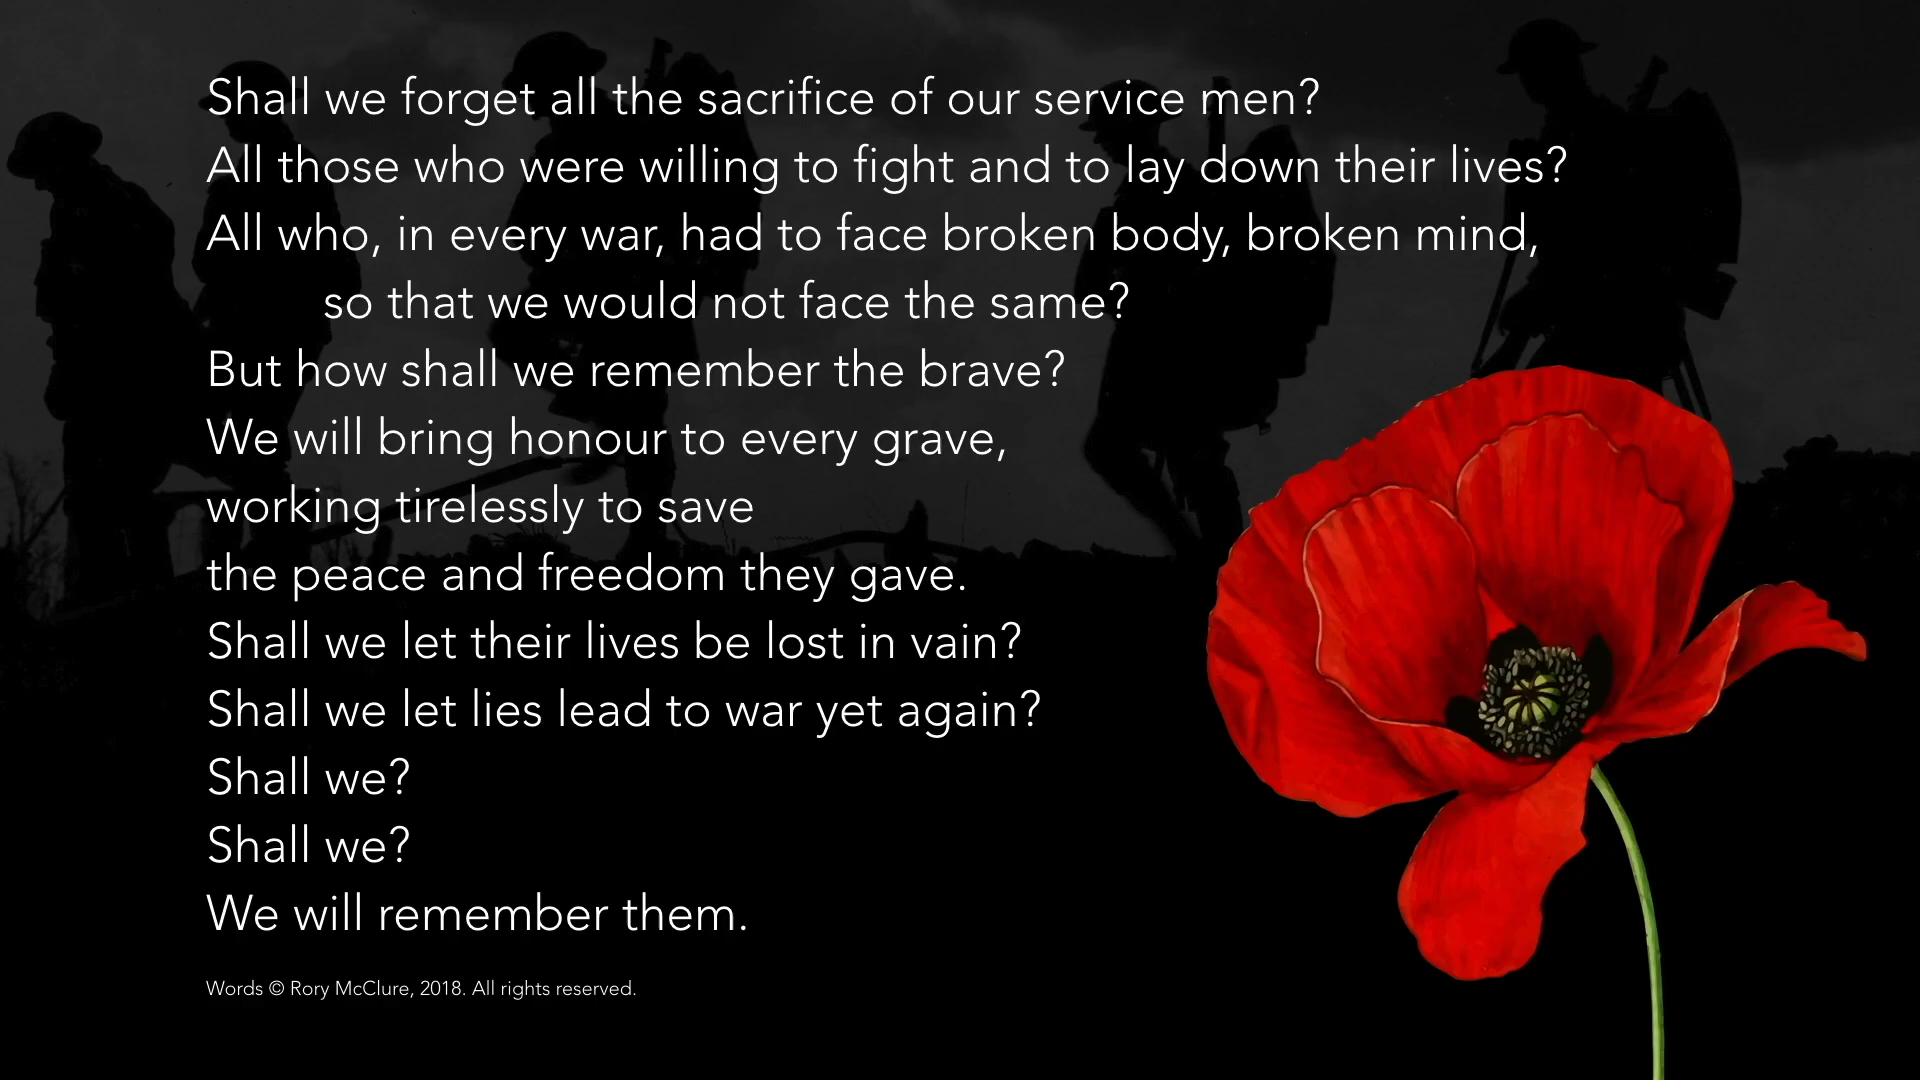 Shall we forget all the sacrifice of our service men?
All those who were willing to fight and to lay down their lives?
All who, in every war, had to face broken body, broken mind,
so that we would not face the same?
But how shall we remember the brave?
We will bring honour to every grave,
working tirelessly to save
the peace and freedom they gave.
Shall we let their lives be lost in vain?
Shall we let lies lead to war yet again?
Shall we?
Shall we?
We will remember them.
Words © Rory McClure, 2018. All rights reserved.